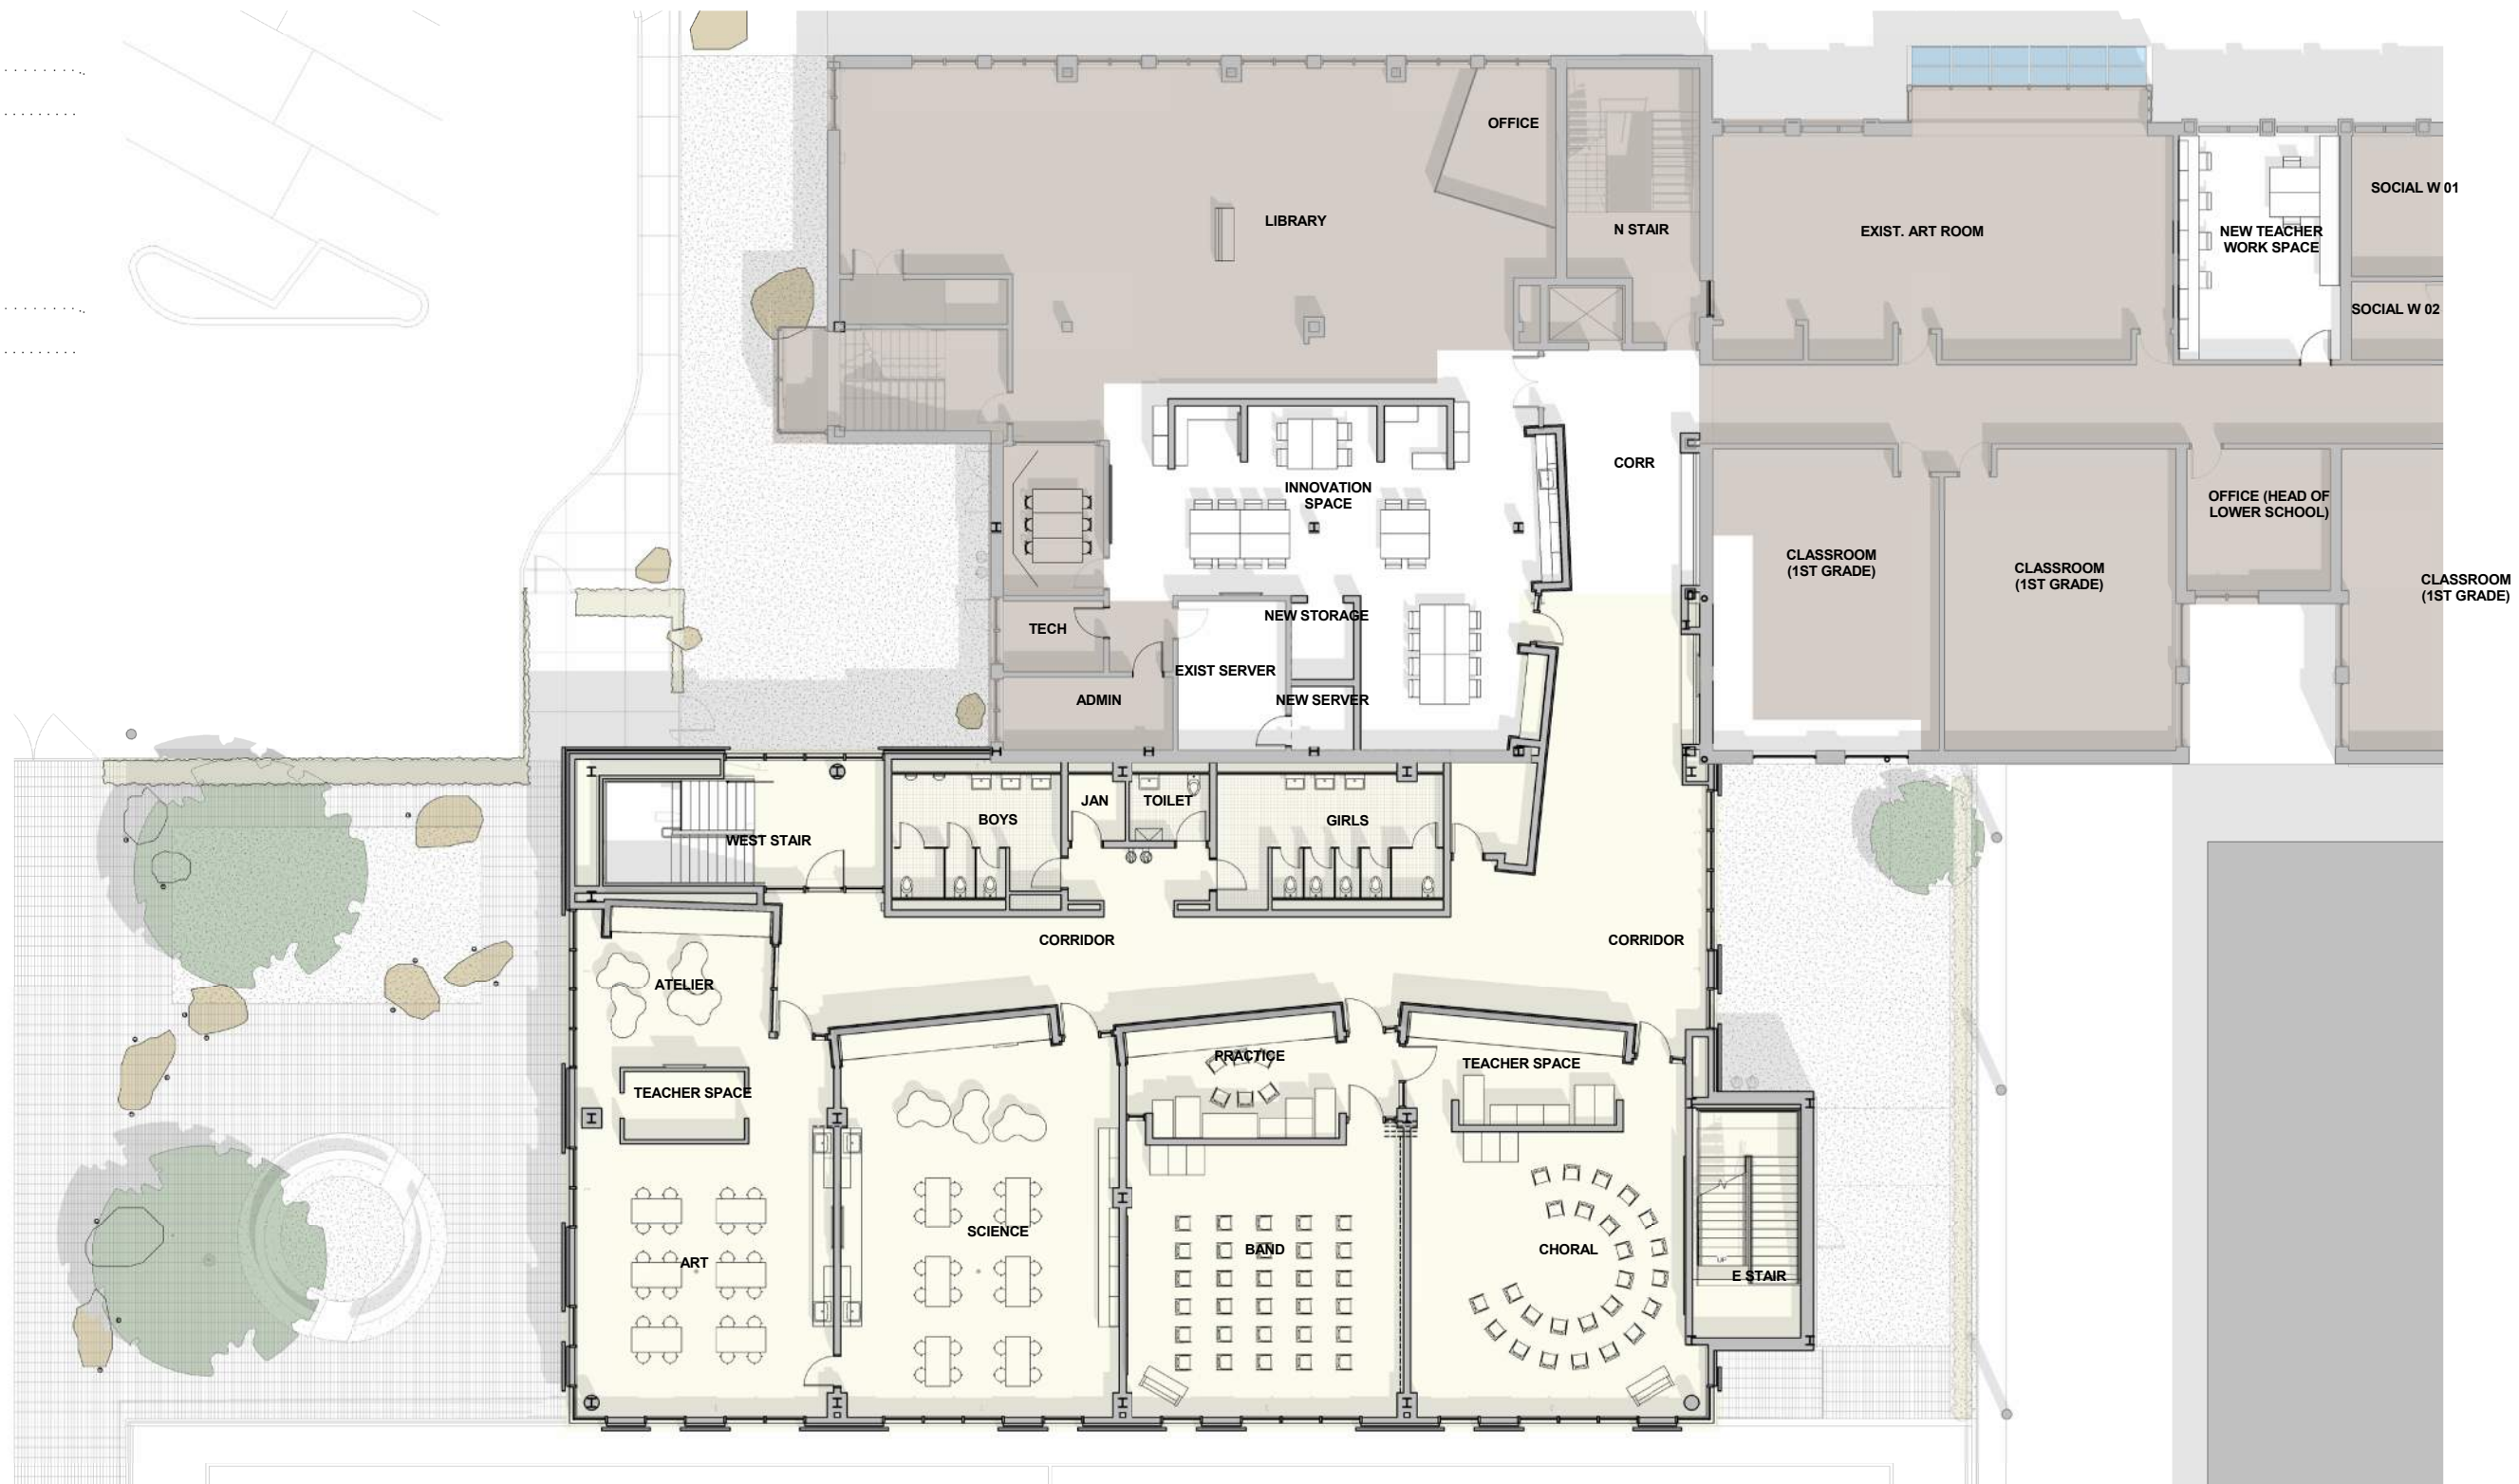 OFFICE
SOCIAL W 01
LIBRARY
N STAIR
EXIST. ART ROOM
NEW TEACHER
WORK SPACE
SOCIAL W 02
CORR
INNOVATION
SPACE
OFFICE (HEAD OF
LOWER SCHOOL)
CLASSROOM
(1ST GRADE)
CLASSROOM
(1ST GRADE)
CLASSROOM
(1ST GRADE)
NEW STORAGE
TECH
EXIST SERVER
ADMIN
NEW SERVER
JAN
TOILET
BOYS
GIRLS
WEST STAIR
CORRIDOR
CORRIDOR
ATELIER
PRACTICE
TEACHER SPACE
TEACHER SPACE
SCIENCE
BAND
CHORAL
ART
UP
E STAIR